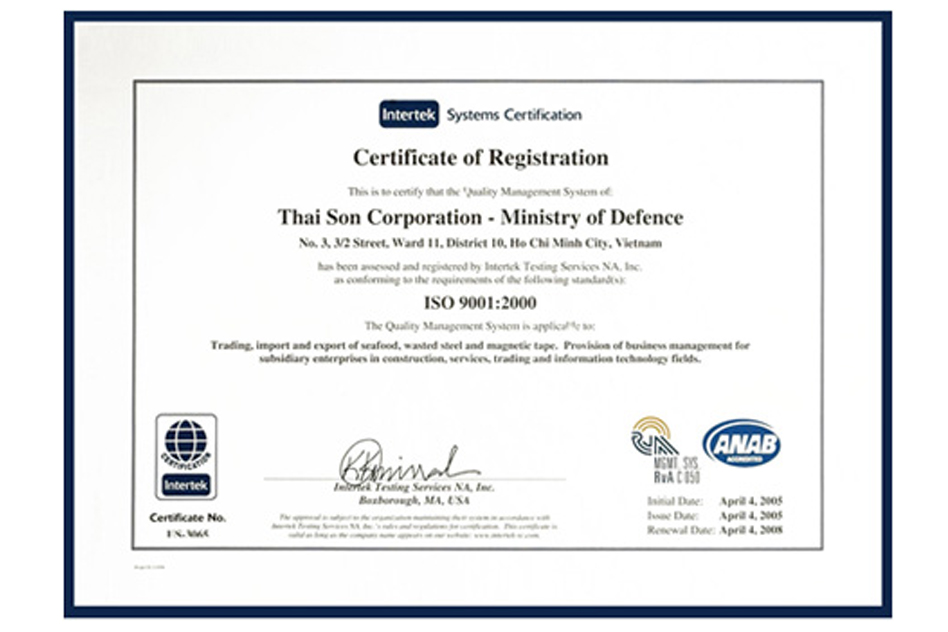 Intertek Systems Certification
Certificate of Registration
This is to certify that the Quality Management System of:
Thai Son Corporation - Ministry of Defence
No. 3, 3/2 Street, Ward 11, District 10, Ho Chi Minh City, Vietnam
has been assessed and registered by Intertek Testing Services NA, Inc.
as conforming to the requirements of the following standard(s):
ISO 9001:2000
The Quality Management System is applicable to:
Trading, import and export of seafood, wasted steel and magnetic tape. Provision of business management for
subsidiary enterprises in construction, services, trading and information technology fields.
CERTIFICATION
Intertek
Certificate No.
Intertek Testing Services NA, Inc.
Boxborough, MA, USA
The approval is subject to the organization maintaining their system in accordance with
Intertek Testing Services NA, Inc.'s rules and regulations for certification. This certificate is
valid as long as the company name appears on our website: www.intertek-sc.com.
MGMT. SYS.
RvA C 050
ANAB
ACCREDITED
Initial Date: April 4, 2005
Issue Date: April 4, 2005
Renewal Date: April 4, 2008